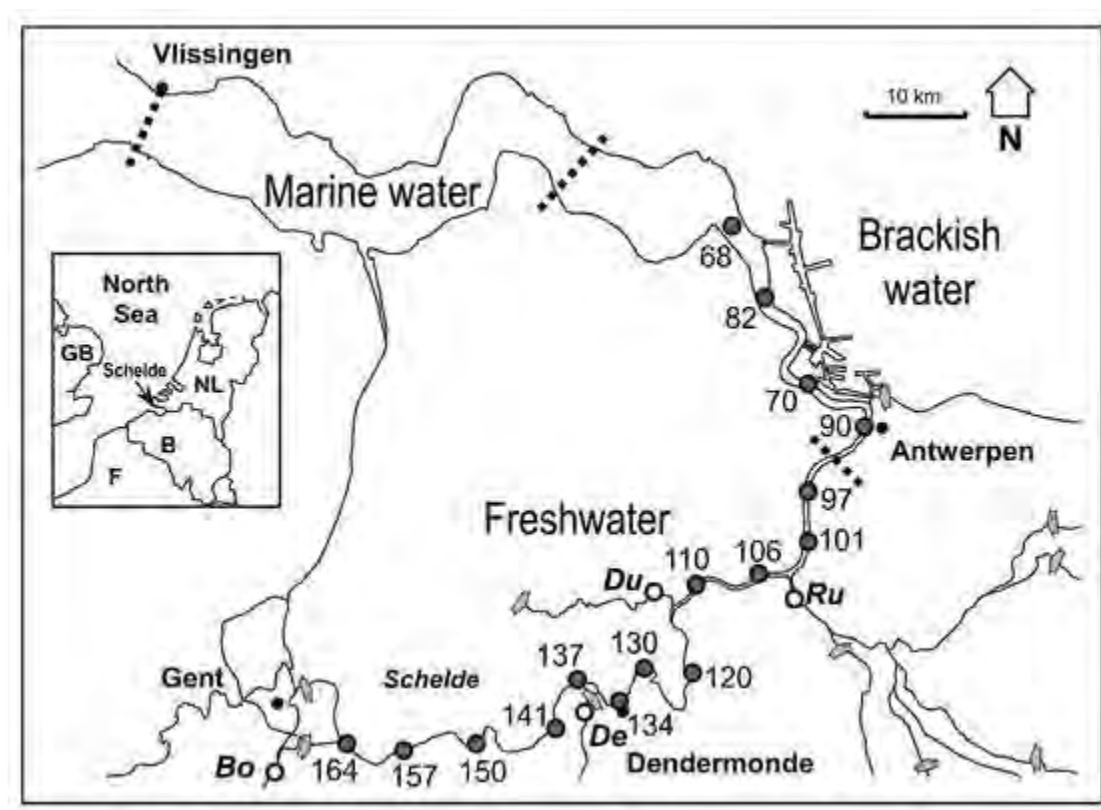 Vlissingen
10 km
N
Marine water
Brackish
water
68
82
70
90
Antwerpen
97
101
106
110
North
Sea
GB
Schelde
NL
B
F
Freshwater
Du
Ru
130
137
120
Gent
Schelde
141
134
De
Dendermonde
Bo
164
157
150